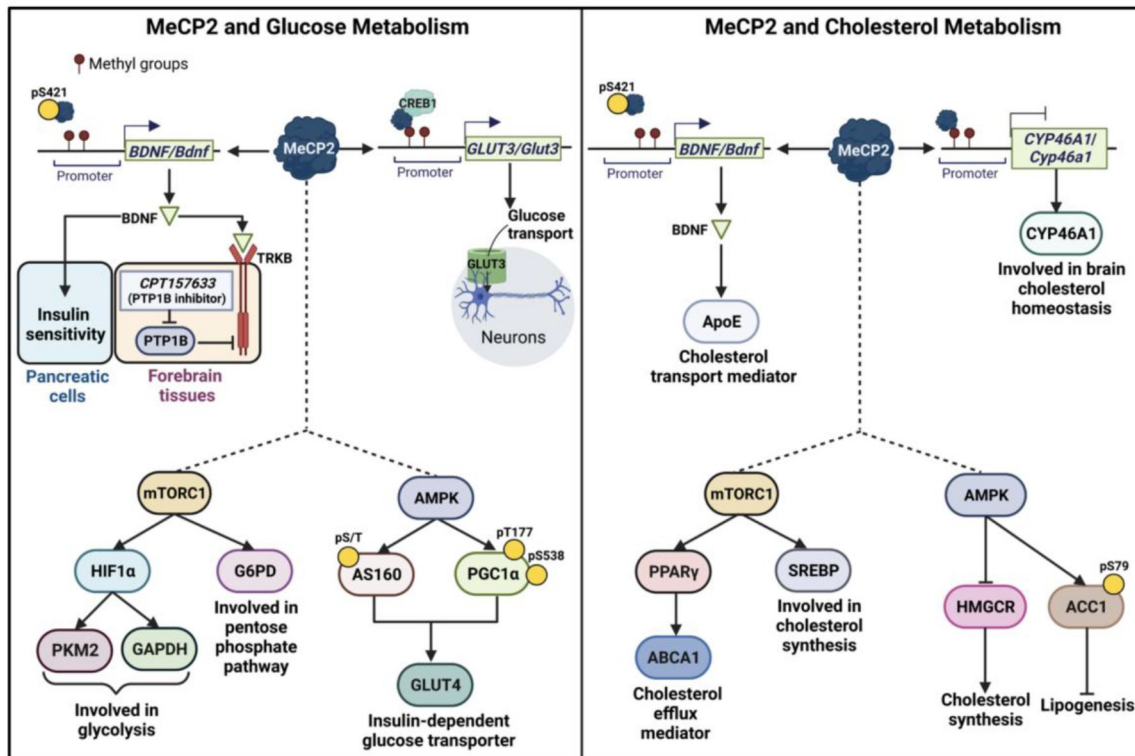 MeCP2 and Glucose Metabolism
Methyl groups
pS421
CREB1
BDNF/Bdnf
MeCP2
GLUT3/Glut3
Promoter
Promoter
BDNF
TRKB
Glucose
transport
GLUT3
Neurons
CPT157633
(PTP1B inhibitor)
PTP1B
Insulin
sensitivity
Pancreatic
cells
Forebrain
tissues
mTORC1
AMPK
HIF1α
G6PD
pS/T
AS160
pT177
pS538
PGC1α
Involved in
pentose
phosphate
pathway
PKM2
GAPDH
Involved in
glycolysis
GLUT4
Insulin-dependent
glucose transporter
MeCP2 and Cholesterol Metabolism
pS421
BDNF/Bdnf
MeCP2
CYP46A1/
Cyp46a1
Promoter
Promoter
BDNF
CYP46A1
Involved in brain
cholesterol
homeostasis
ApoE
Cholesterol
transport mediator
mTORC1
AMPK
PPARγ
SREBP
Involved in
cholesterol
synthesis
ABCA1
Cholesterol
efflux
mediator
HMGCR
pS79
ACC1
Cholesterol
synthesis
Lipogenesis